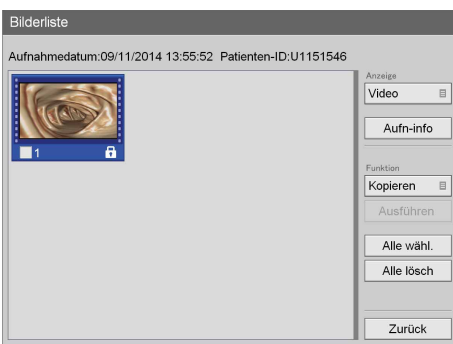 Bilderliste
Aufnahmedatum:09/11/2014 13:55:52 Patienten-ID:U1151546
1
Anzeige
Video
Aufn-info
Funktion
Kopieren
Ausführen
Alle wähl.
Alle lösch
Zurück